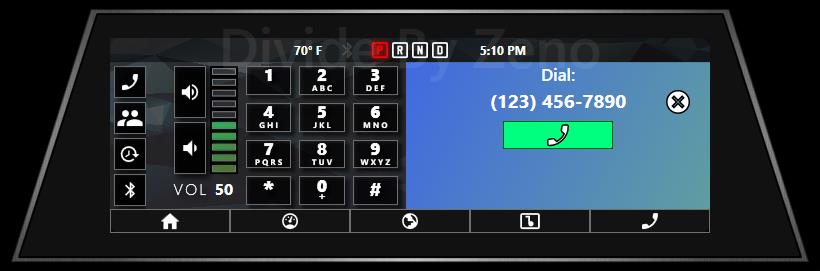 Divide By Zeno
70° F P R N D 5:10 PM
Dial:
(123) 456-7890
1 2 3
ABC DEF
4 5 6
GHI JKL MNO
7 8 9
PQRS TUV WXYZ
* 0 #
+
VOL 50